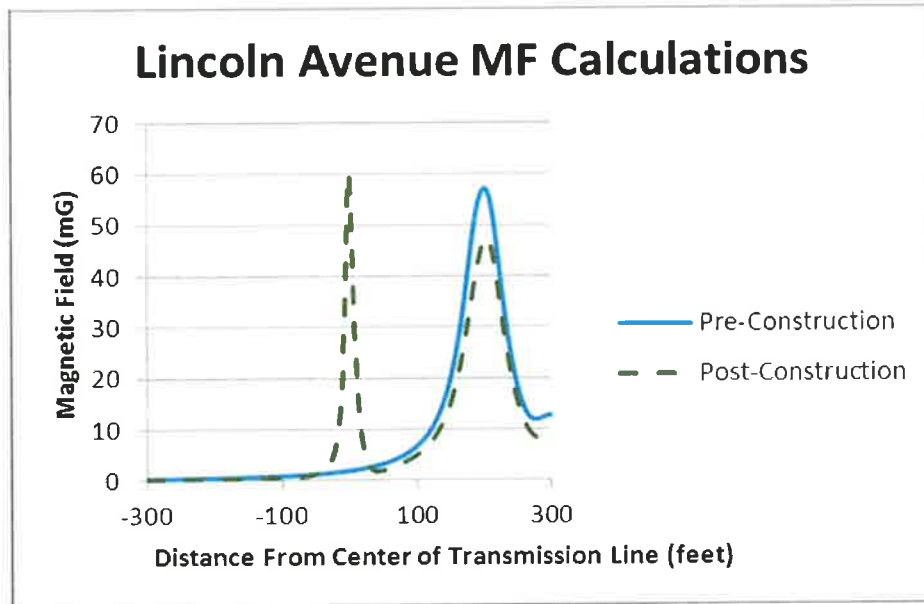 Lincoln Avenue MF Calculations
Magnetic Field (mG)
70
60
50
40
30
20
10
0
-300 -100 100 300
Distance From Center of Transmission Line (feet)
Pre-Construction
Post-Construction